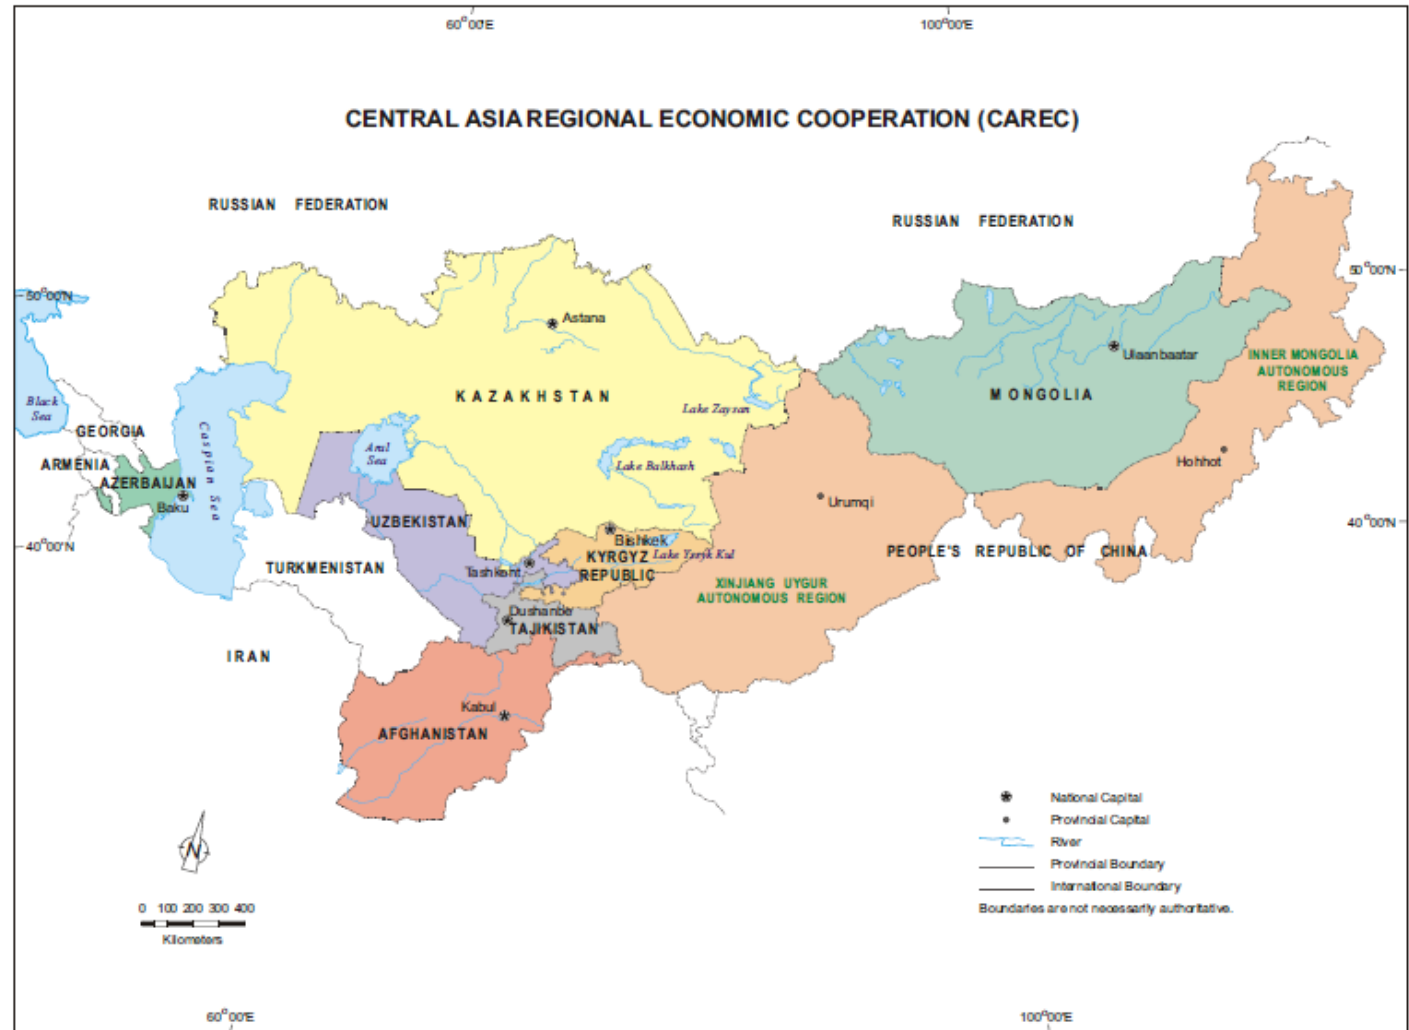 60°00'E
100°00'E
CENTRAL ASIA REGIONAL ECONOMIC COOPERATION (CAREC)
RUSSIAN FEDERATION
RUSSIAN FEDERATION
50°00'N
50°00'N
Astana
Ulaanbaatar
INNER MONGOLIA
AUTONOMOUS
REGION
KAZAKHSTAN
MONGOLIA
Black
Sea
Lake Zaysan
GEORGIA
Caspian Sea
Aral
Sea
ARMENIA
Lake Balkhash
Hohhot
AZERBAIJAN
Baku
Urumqi
UZBEKISTAN
40°00'N
40°00'N
Bishkek
Lake Ysryk Kul
KYRGYZ
REPUBLIC
PEOPLE'S REPUBLIC OF CHINA
TURKMENISTAN
Tashkent
XINJIANG UYGUR
AUTONOMOUS REGION
Dushanbe
TAJIKISTAN
IRAN
Kabul
AFGHANISTAN
National Capital
Provincial Capital
River
Provincial Boundary
International Boundary
Boundaries are not necessarily authoritative.
N
0 100 200 300 400
Kilometers
60°00'E
100°00'E